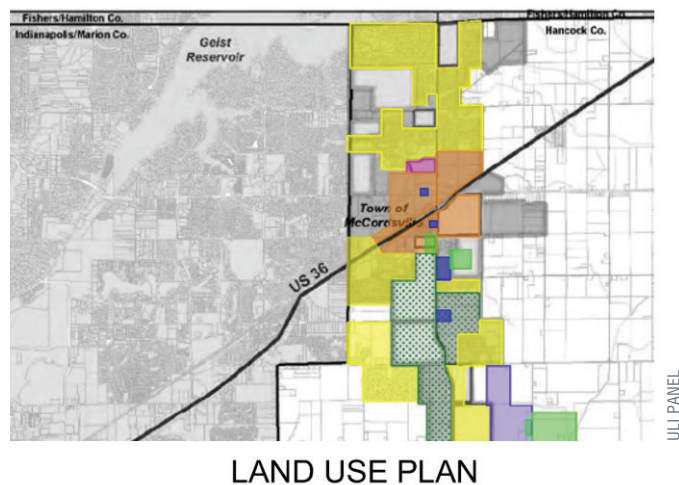 Fishers/Hamilton Co.
Indianapolis/Marion Co.
Geist
Reservoir
Fishers/Hamilton Co.
Hancock Co.
Town of
McCordsville
US 36
ULI PANEL
LAND USE PLAN